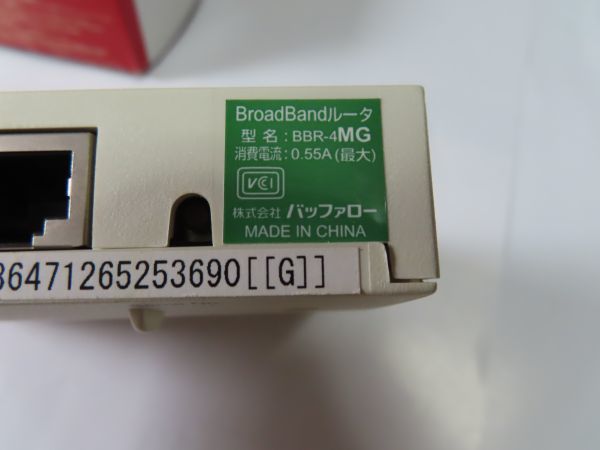 BroadBandルータ
型 名 : BBR-4MG
消費電流 : 0.55A (最大)
VCI
株式会社 バッファロー
MADE IN CHINA
36471265253690[[G]]